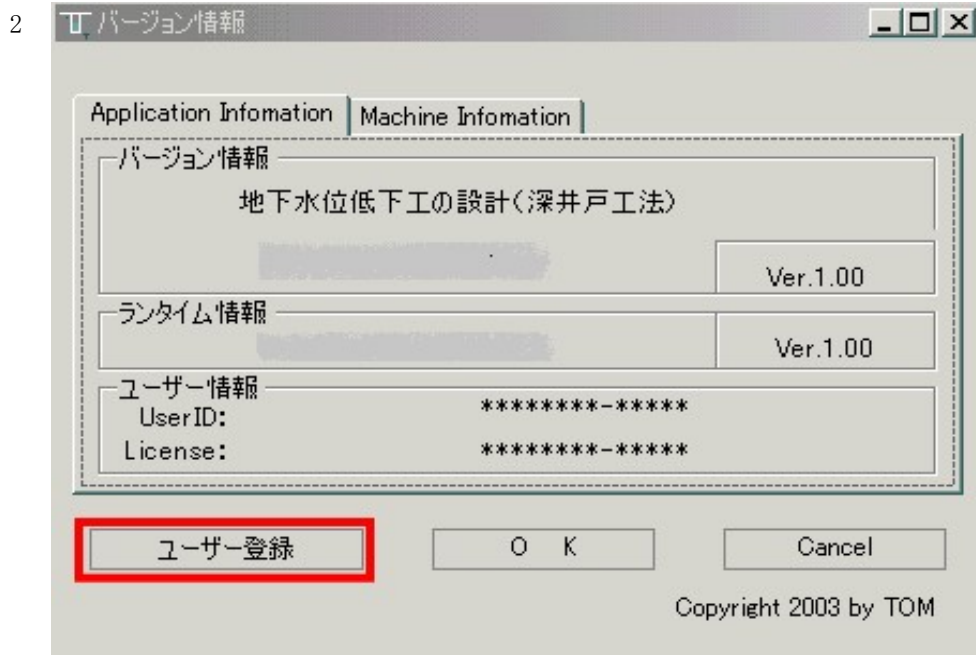 2
バージョン情報
Application Infomation
Machine Infomation
バージョン情報
地下水位低下工の設計(深井戸工法)
Ver.1.00
ランタイム情報
Ver.1.00
ユーザー情報
UserID: ********-*****
License: ********-*****
ユーザー登録
O K
Cancel
Copyright 2003 by TOM